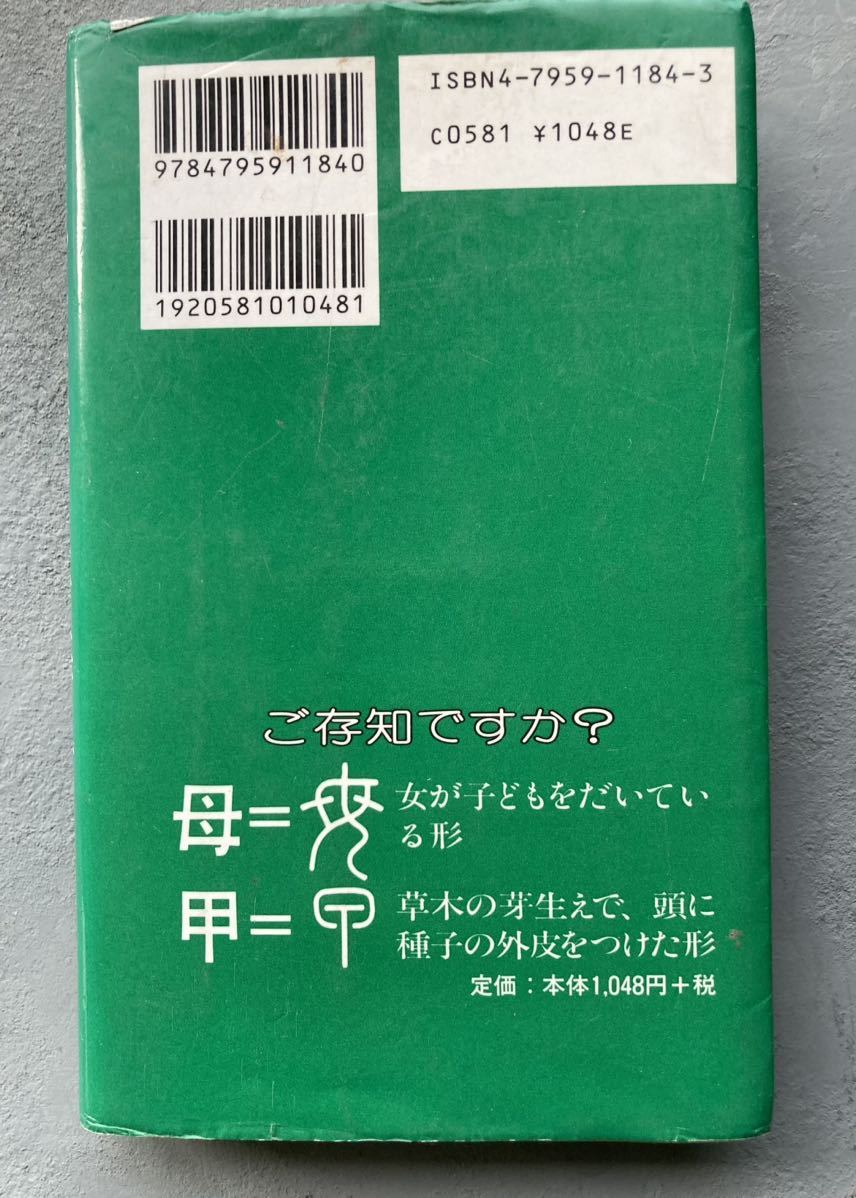 9784795911840
1920581010481
ISBN4-7959-1184-3
C0581 ¥1048E
ご存知ですか?
母= 女が子どもをだいてい
る形
甲= 草木の芽生えで、頭に
種子の外皮をつけた形
定価:本体1,048円+税